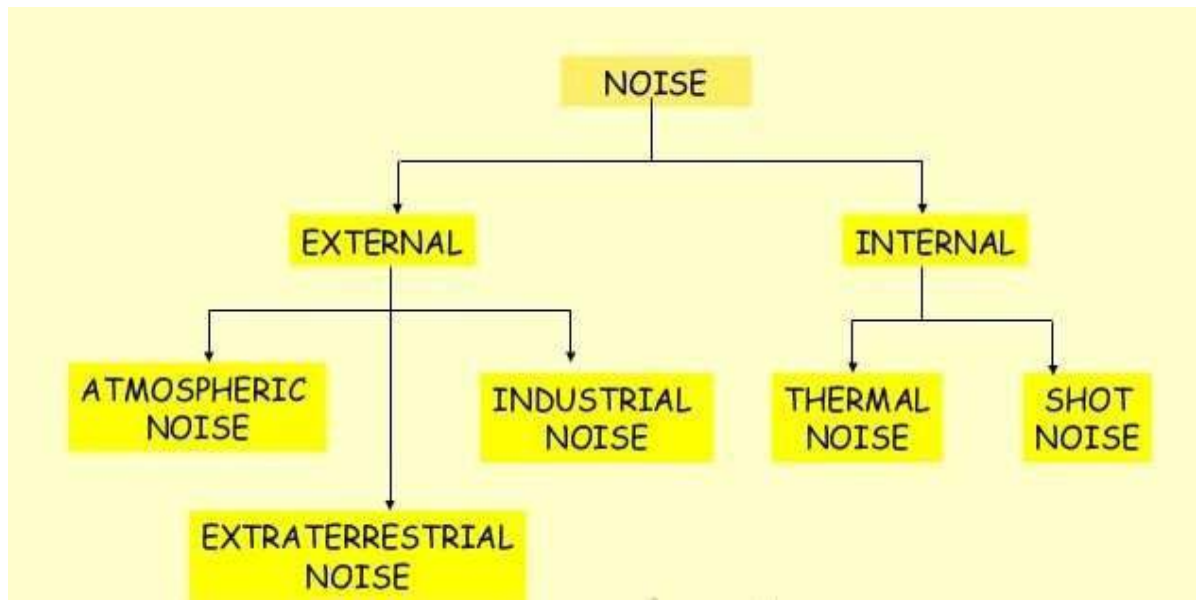 NOISE
EXTERNAL
INTERNAL
ATMOSPHERIC
NOISE
INDUSTRIAL
NOISE
THERMAL
NOISE
SHOT
NOISE
EXTRATERRESTRIAL
NOISE